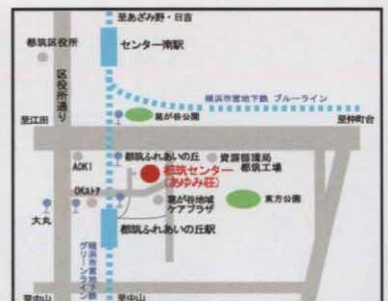 至あざみ野・日吉
都筑区役所
センター南駅
区役所通り
横浜市営地下鉄 ブルーライン
葛が谷公園
至江田
至仲町台
AOKI
都筑ふれあいの丘
資源循環局
都筑工場
都筑センター
(あゆみ荘)
OKストア
葛が谷地域
ケアプラザ
東方公園
大丸
都筑ふれあいの丘駅
横浜市営地下鉄
グリーンライン
至中山
至中山